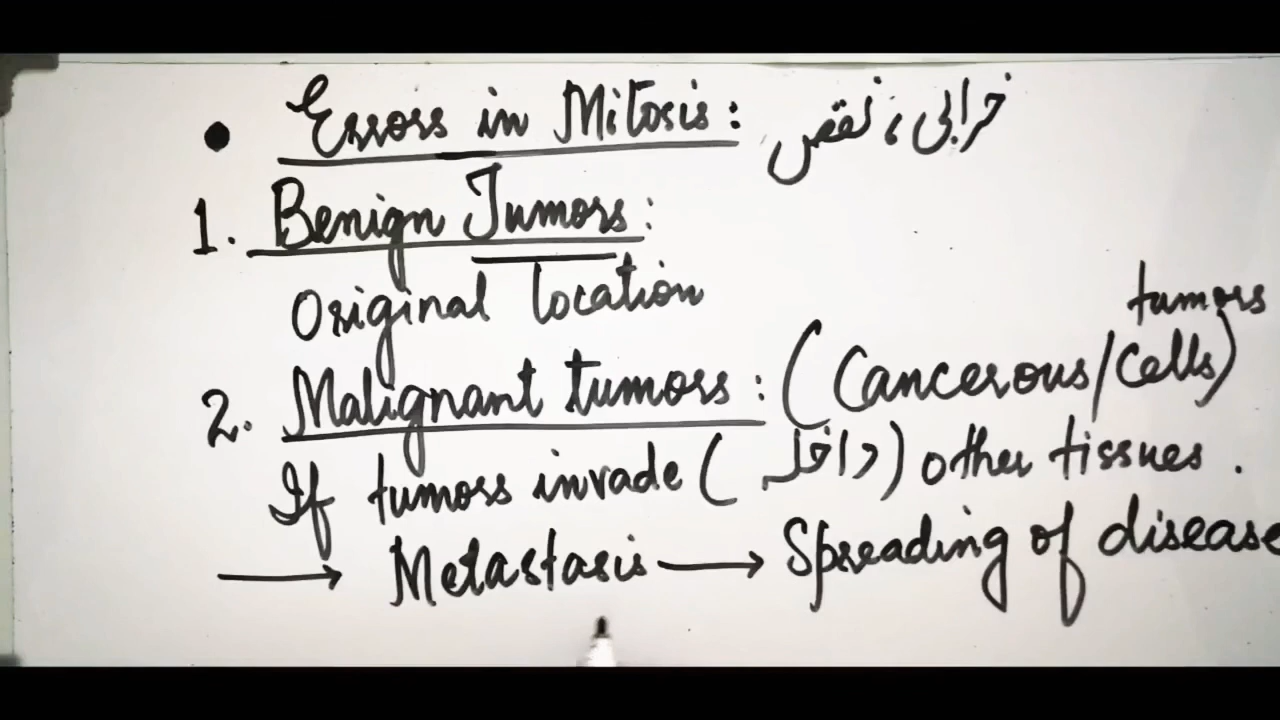 • Errors in Mitosis: خرابی، نقص
1. Benign Tumors:
Original location
tumors
2. Malignant tumors: (Cancerous/cells)
If tumors invade (داخلہ) other tissues.
→ Metastasis → Spreading of disease